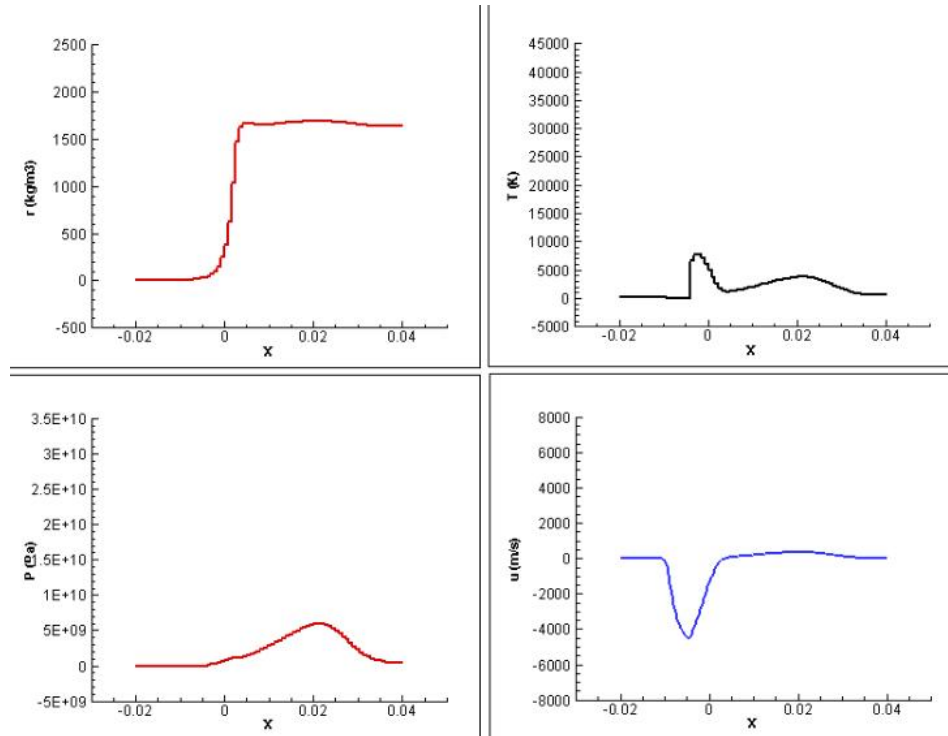 2500
2000
1500
1000
500
0
-500
r (kg/m3)
-0.02 0 0.02 0.04
X
45000
40000
35000
30000
25000
20000
15000
10000
5000
0
-5000
T (K)
-0.02 0 0.02 0.04
X
3.5E+10
3E+10
2.5E+10
2E+10
1.5E+10
1E+10
5E+09
0
-5E+09
P (Pa)
-0.02 0 0.02 0.04
X
8000
6000
4000
2000
0
-2000
-4000
-6000
-8000
u (m/s)
-0.02 0 0.02 0.04
X